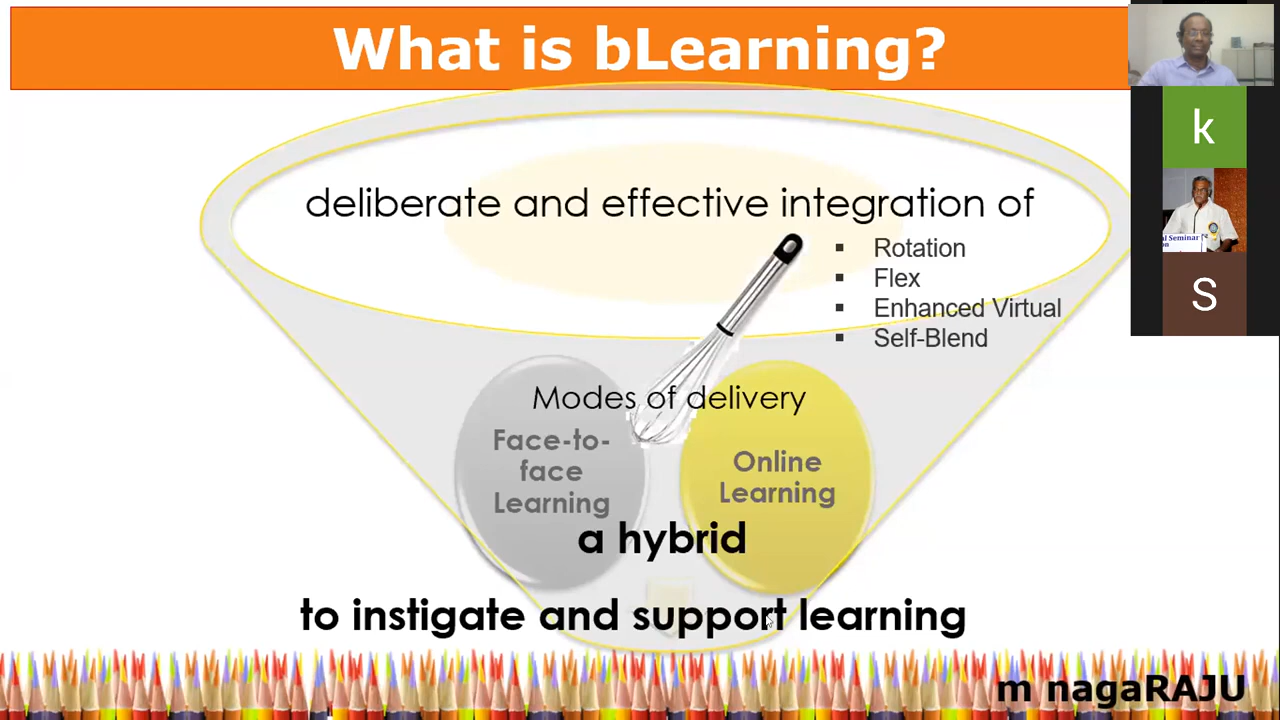 What is bLearning?
k
deliberate and effective integration of
▪ Rotation
▪ Flex
▪ Enhanced Virtual
▪ Self-Blend
S
Modes of delivery
Face-to-
face
Learning
Online
Learning
a hybrid
to instigate and support learning
m nagaRAJU